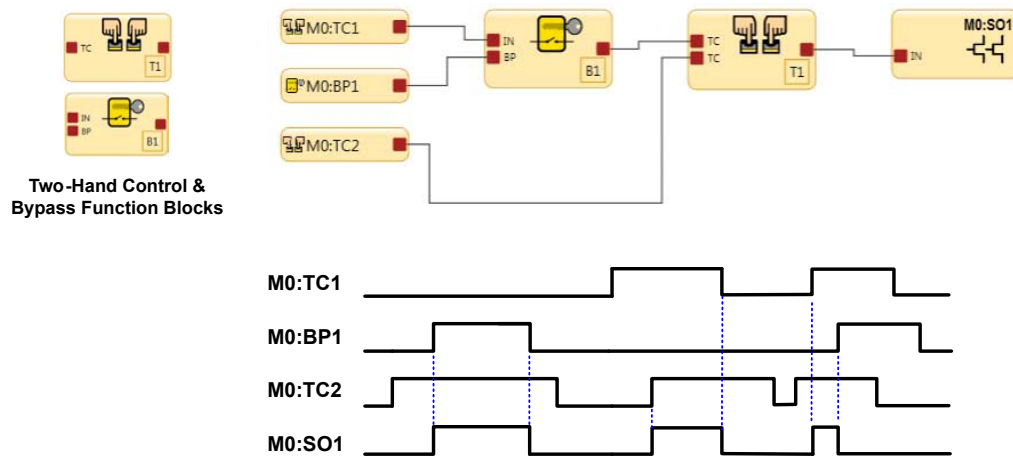 TC
T1
IN
BP
B1
Two-Hand Control &
Bypass Function Blocks
M0:TC1
M0:BP1
M0:TC2
IN
BP
B1
TC
TC
T1
M0:SO1
IN
M0:TC1
M0:BP1
M0:TC2
M0:SO1